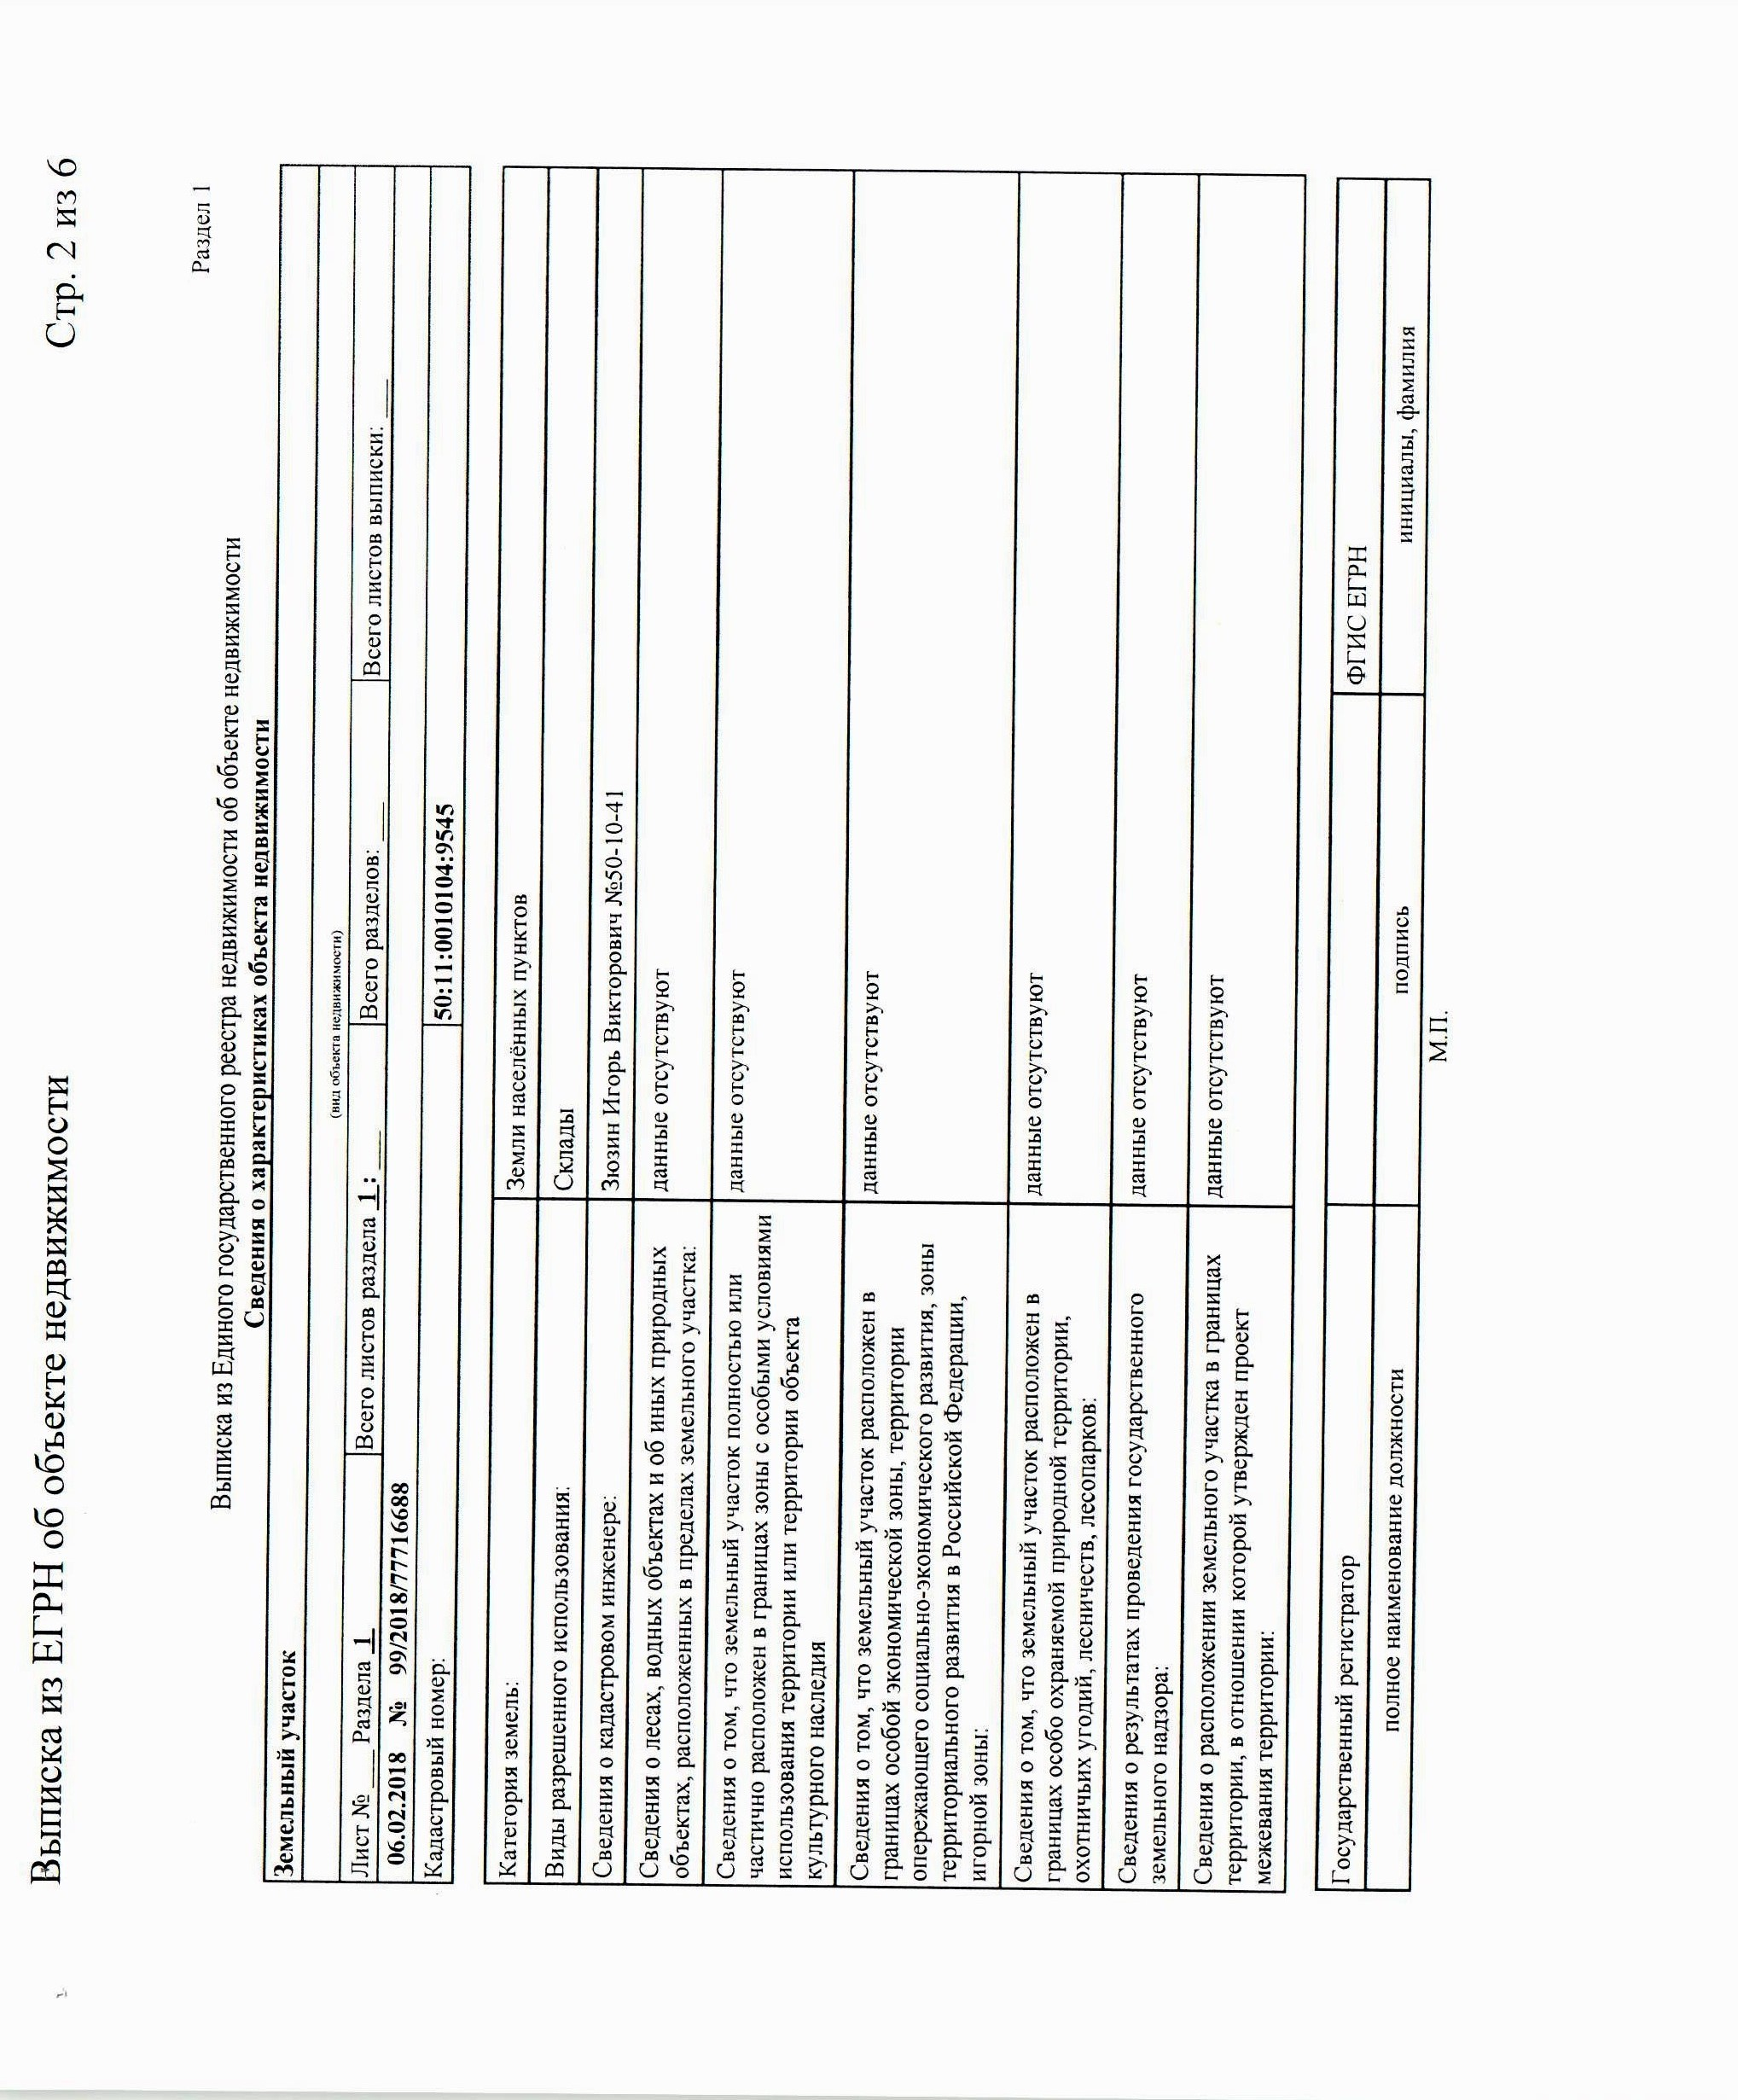 Выписка из ЕГРН об объекте недвижимости
Стр. 2 из 6
Раздел 1
Выписка из Единого государственного реестра недвижимости об объекте недвижимости
Сведения о характеристиках объекта недвижимости
Земельный участок
(вид объекта недвижимости)
Лист № ___ Раздела 1
Всего листов раздела 1 : ___
Всего разделов: ___
Всего листов выписки: ___
06.02.2018 № 99/2018/77716688
Кадастровый номер:
50:11:0010104:9545
Категория земель:
Земли населённых пунктов
Виды разрешенного использования:
Склады
Сведения о кадастровом инженере:
Зюзин Игорь Викторович №50-10-41
Сведения о лесах, водных объектах и об иных природных
объектах, расположенных в пределах земельного участка:
данные отсутствуют
Сведения о том, что земельный участок полностью или
частично расположен в границах зоны с особыми условиями
использования территории или территории объекта
культурного наследия
данные отсутствуют
Сведения о том, что земельный участок расположен в
границах особой экономической зоны, территории
опережающего социально-экономического развития, зоны
территориального развития в Российской Федерации,
игорной зоны:
данные отсутствуют
Сведения о том, что земельный участок расположен в
границах особо охраняемой природной территории,
охотничьих угодий, лесничеств, лесопарков:
данные отсутствуют
Сведения о результатах проведения государственного
земельного надзора:
данные отсутствуют
Сведения о расположении земельного участка в границах
территории, в отношении которой утвержден проект
межевания территории:
данные отсутствуют
Государственный регистратор
ФГИС ЕГРН
полное наименование должности
подпись
инициалы, фамилия
М.П.